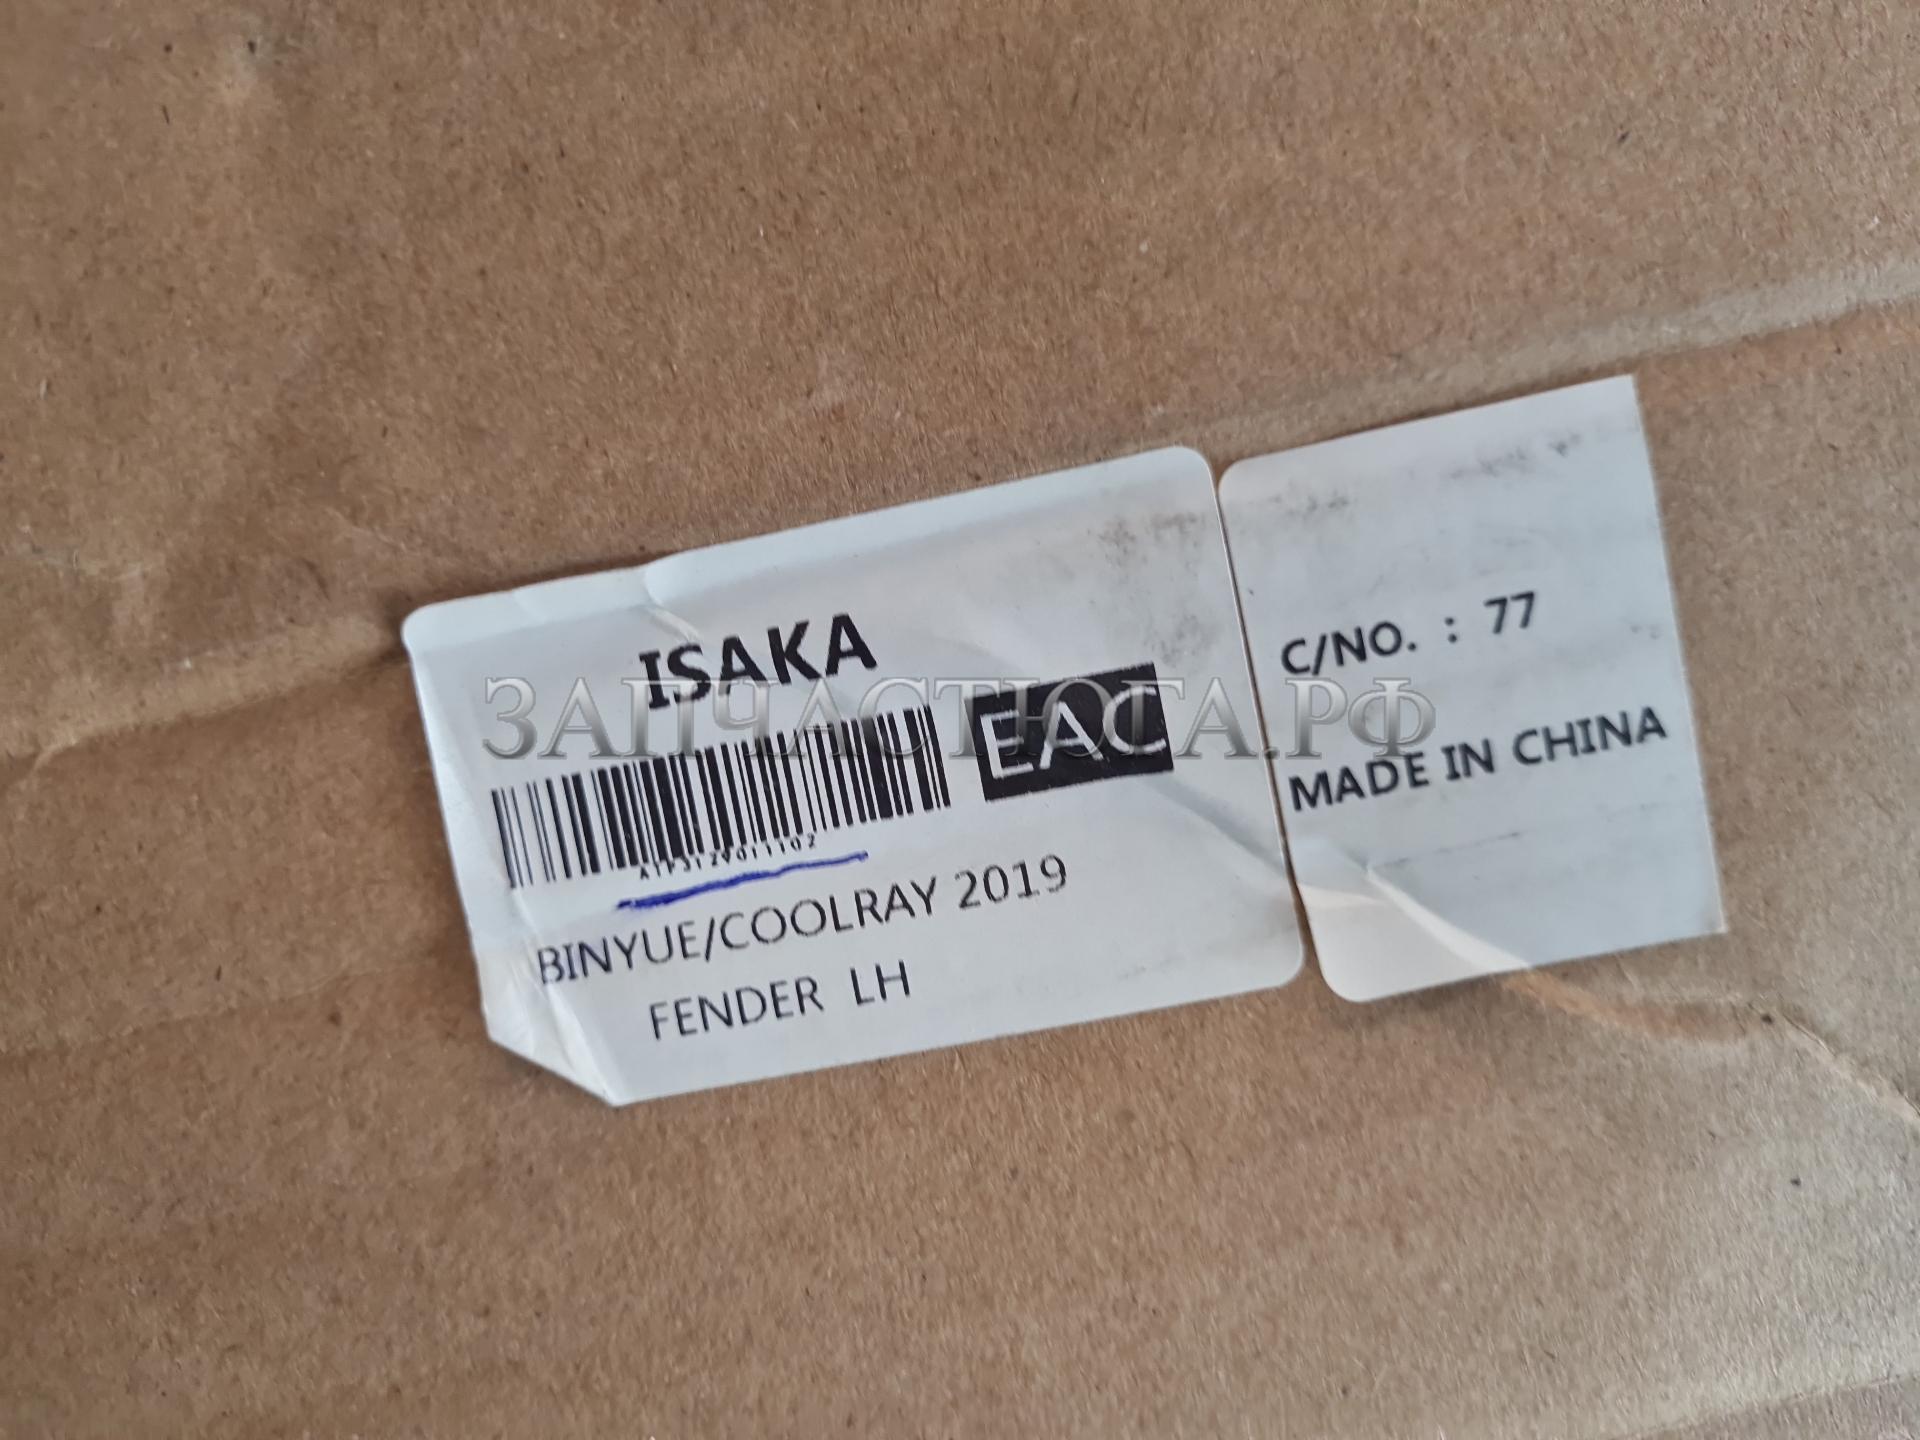 ISAKA
ЗАПЧАСТЮГА.РФ
EAC
BINYUE/COOLRAY 2019
FENDER LH
C/NO. : 77
MADE IN CHINA